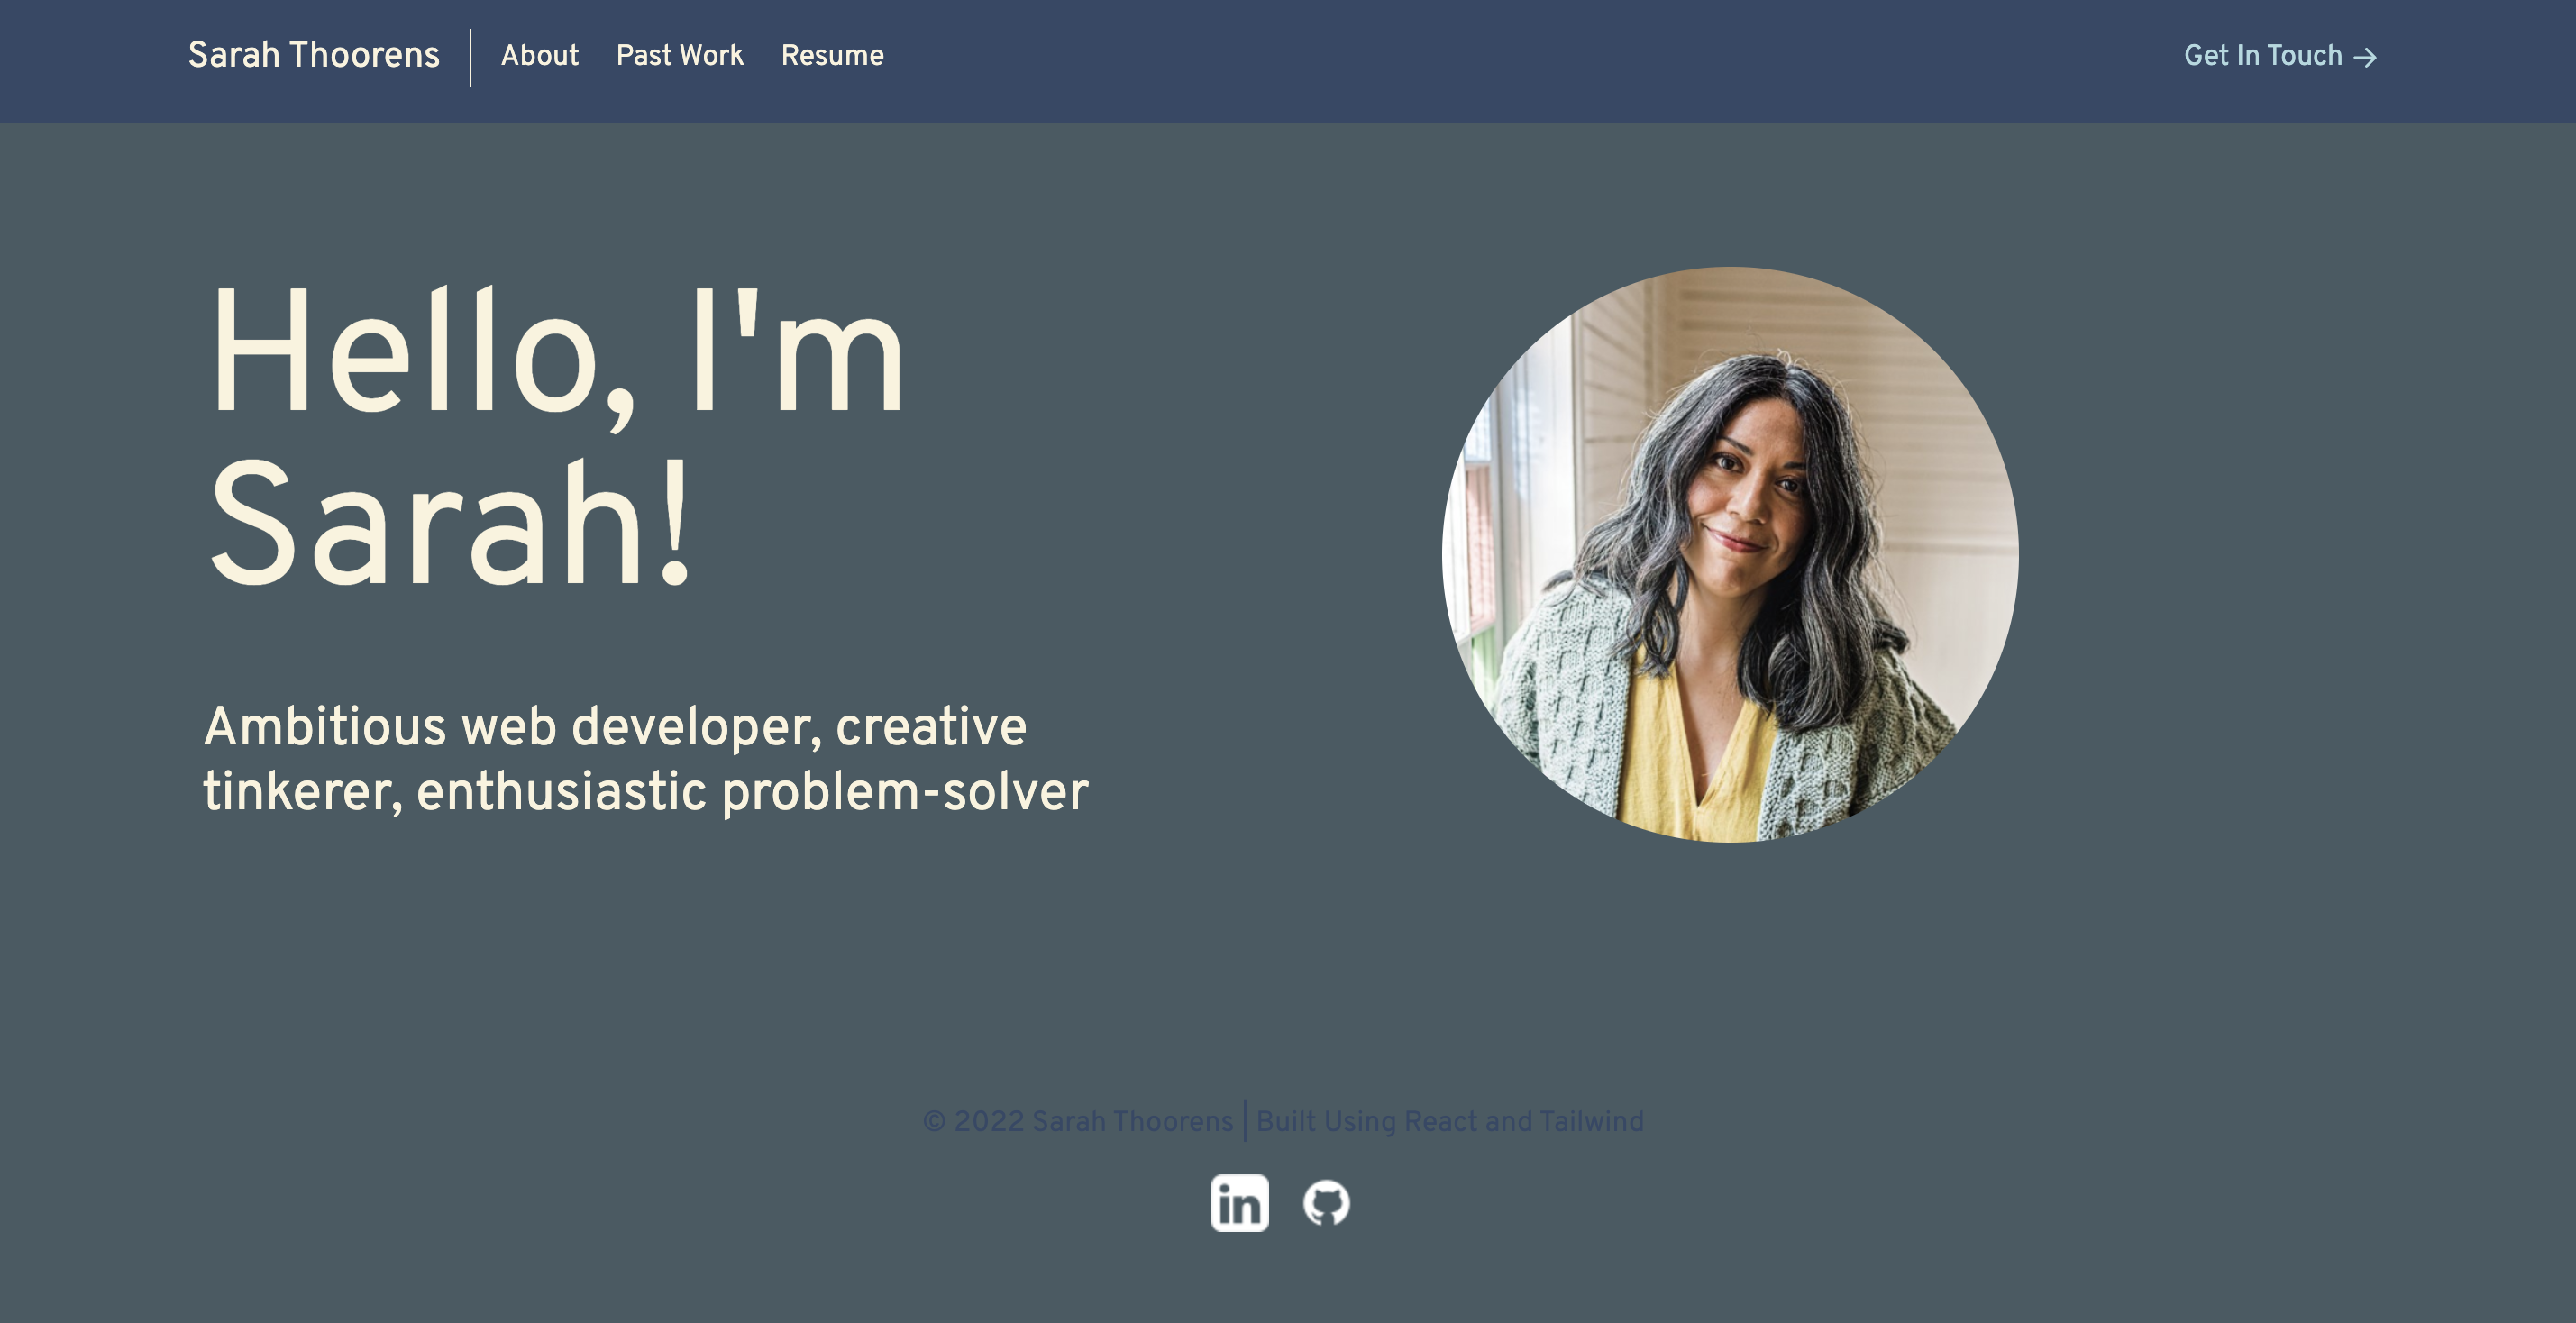 Sarah Thoorens
About Past Work Resume
Get In Touch →
Hello, I'm
Sarah!
Ambitious web developer, creative
tinkerer, enthusiastic problem-solver
© 2022 Sarah Thoorens | Built Using React and Tailwind
in